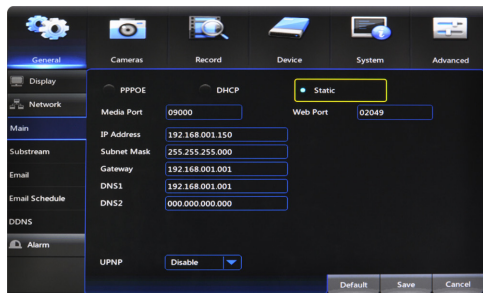 General Cameras Record Device System Advanced
Display
PPPOE DHCP Static
Network
Media Port 09000 Web Port 02049
Main
IP Address 192.168.001.150
Substream
Subnet Mask 255.255.255.000
Email
Gateway 192.168.001.001
DNS1 192.168.001.001
Email Schedule
DNS2 000.000.000.000
DDNS
Alarm
UPNP Disable
Default Save Cancel